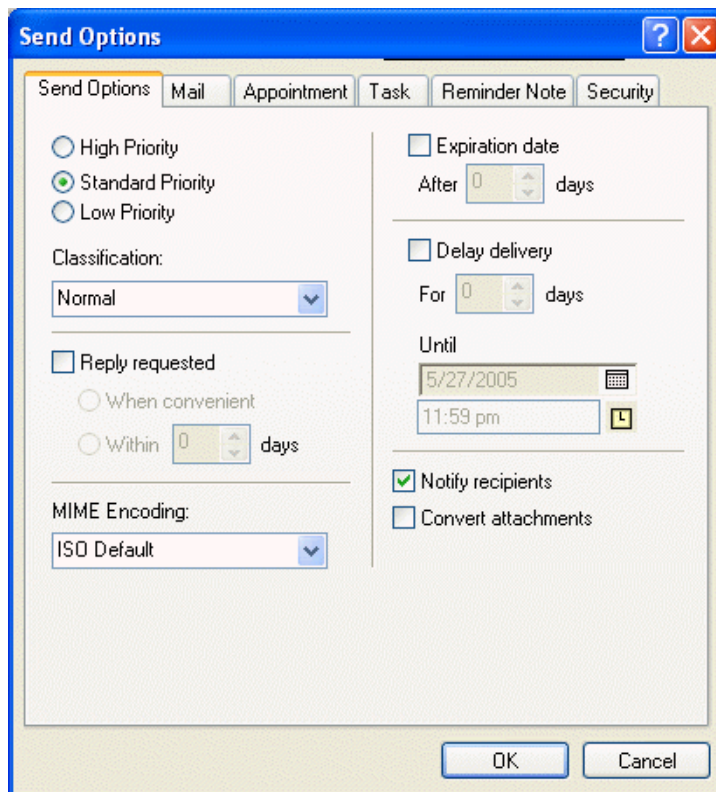 Send Options
Send Options Mail Appointment Task Reminder Note Security
High Priority
Standard Priority
Low Priority
Classification:
Normal
Reply requested
When convenient
Within 0 days
MIME Encoding:
ISO Default
Expiration date
After 0 days
Delay delivery
For 0 days
Until
5/27/2005
11:59 pm
Notify recipients
Convert attachments
OK Cancel